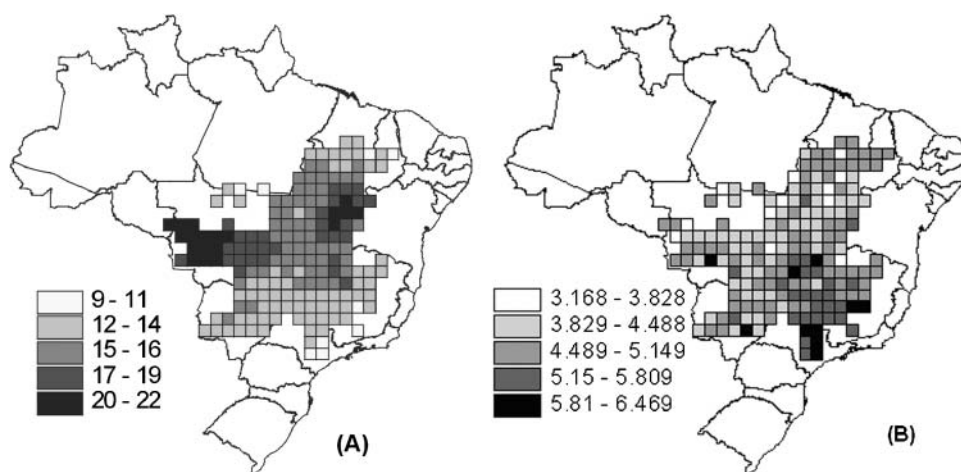 9 - 11
12 - 14
15 - 16
17 - 19
20 - 22
(A)
3.168 - 3.828
3.829 - 4.488
4.489 - 5.149
5.15 - 5.809
5.81 - 6.469
(B)